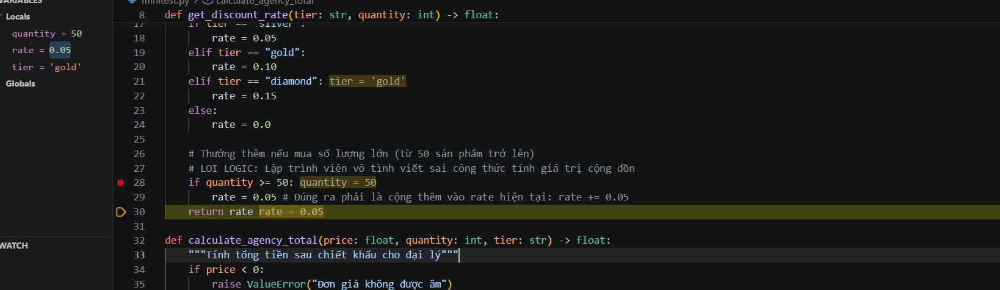 VARIABLES
Locals
quantity = 50
rate = 0.05
tier = 'gold'
Globals
WATCH
minitest.py > calculate_agency_total
8 def get_discount_rate(tier: str, quantity: int) -> float:
17 if tier == "silver":
18 rate = 0.05
19 elif tier == "gold":
20 rate = 0.10
21 elif tier == "diamond": tier = 'gold'
22 rate = 0.15
23 else:
24 rate = 0.0
25
26 # Thưởng thêm nếu mua số lượng lớn (từ 50 sản phẩm trở lên)
27 # LOI LOGIC: Lập trình viên vô tình viết sai công thức tính giá trị cộng dồn
28 if quantity >= 50: quantity = 50
29 rate = 0.05 # Đúng ra phải là cộng thêm vào rate hiện tại: rate += 0.05
30 return rate rate = 0.05
31
32 def calculate_agency_total(price: float, quantity: int, tier: str) -> float:
33 """Tính tổng tiền sau chiết khấu cho đại lý"""
34 if price < 0:
35 raise ValueError("Đơn giá không được âm")